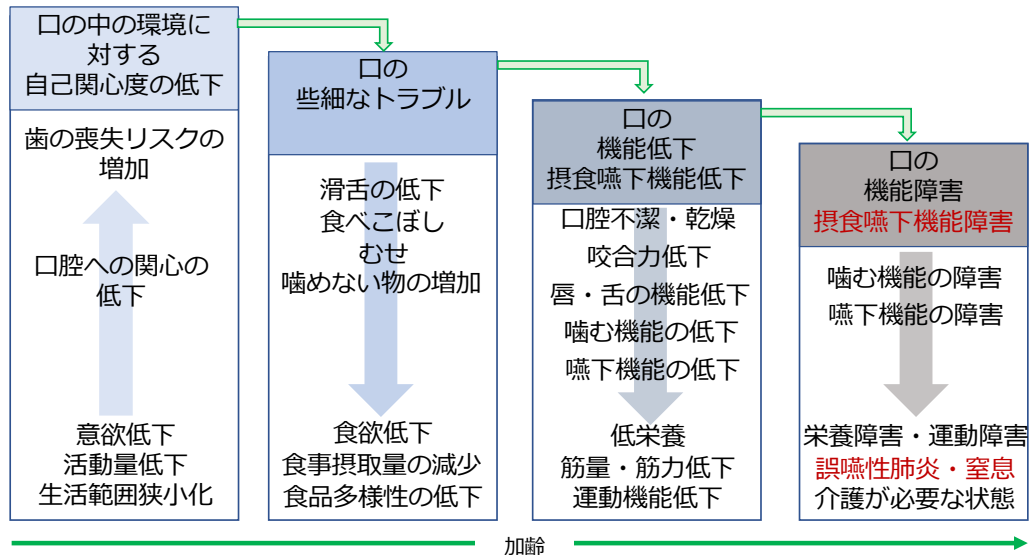 口の中の環境に
対する
自己関心度の低下
歯の喪失リスクの
増加
口腔への関心の
低下
意欲低下
活動量低下
生活範囲狭小化
口の
些細なトラブル
滑舌の低下
食べこぼし
むせ
噛めない物の増加
食欲低下
食事摂取量の減少
食品多様性の低下
口の
機能低下
摂食嚥下機能低下
口腔不潔・乾燥
咬合力低下
唇・舌の機能低下
噛む機能の低下
嚥下機能の低下
低栄養
筋量・筋力低下
運動機能低下
口の
機能障害
摂食嚥下機能障害
噛む機能の障害
嚥下機能の障害
栄養障害・運動障害
誤嚥性肺炎・窒息
介護が必要な状態
加齢